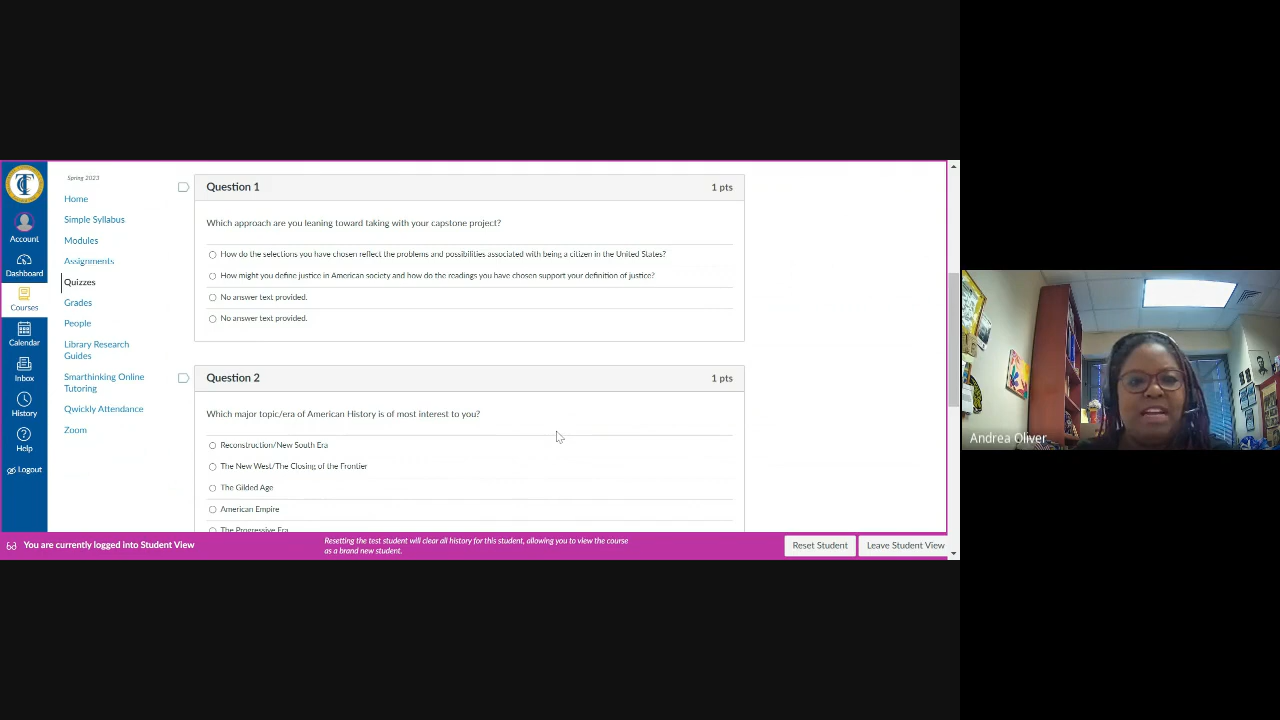 Spring 2023
Home
Simple Syllabus
Modules
Assignments
Quizzes
Grades
People
Library Research
Guides
Smarthinking Online
Tutoring
Qwickly Attendance
Zoom
Account
Dashboard
Courses
Calendar
Inbox
History
Help
Logout
Question 1 1 pts
Which approach are you leaning toward taking with your capstone project?
How do the selections you have chosen reflect the problems and possibilities associated with being a citizen in the United States?
How might you define justice in American society and how do the readings you have chosen support your definition of justice?
No answer text provided.
No answer text provided.
Question 2 1 pts
Which major topic/era of American History is of most interest to you?
Reconstruction/New South Era
The New West/The Closing of the Frontier
The Gilded Age
American Empire
The Progressive Era
You are currently logged into Student View
Resetting the test student will clear all history for this student, allowing you to view the course
as a brand new student.
Reset Student
Leave Student View
Andrea Oliver